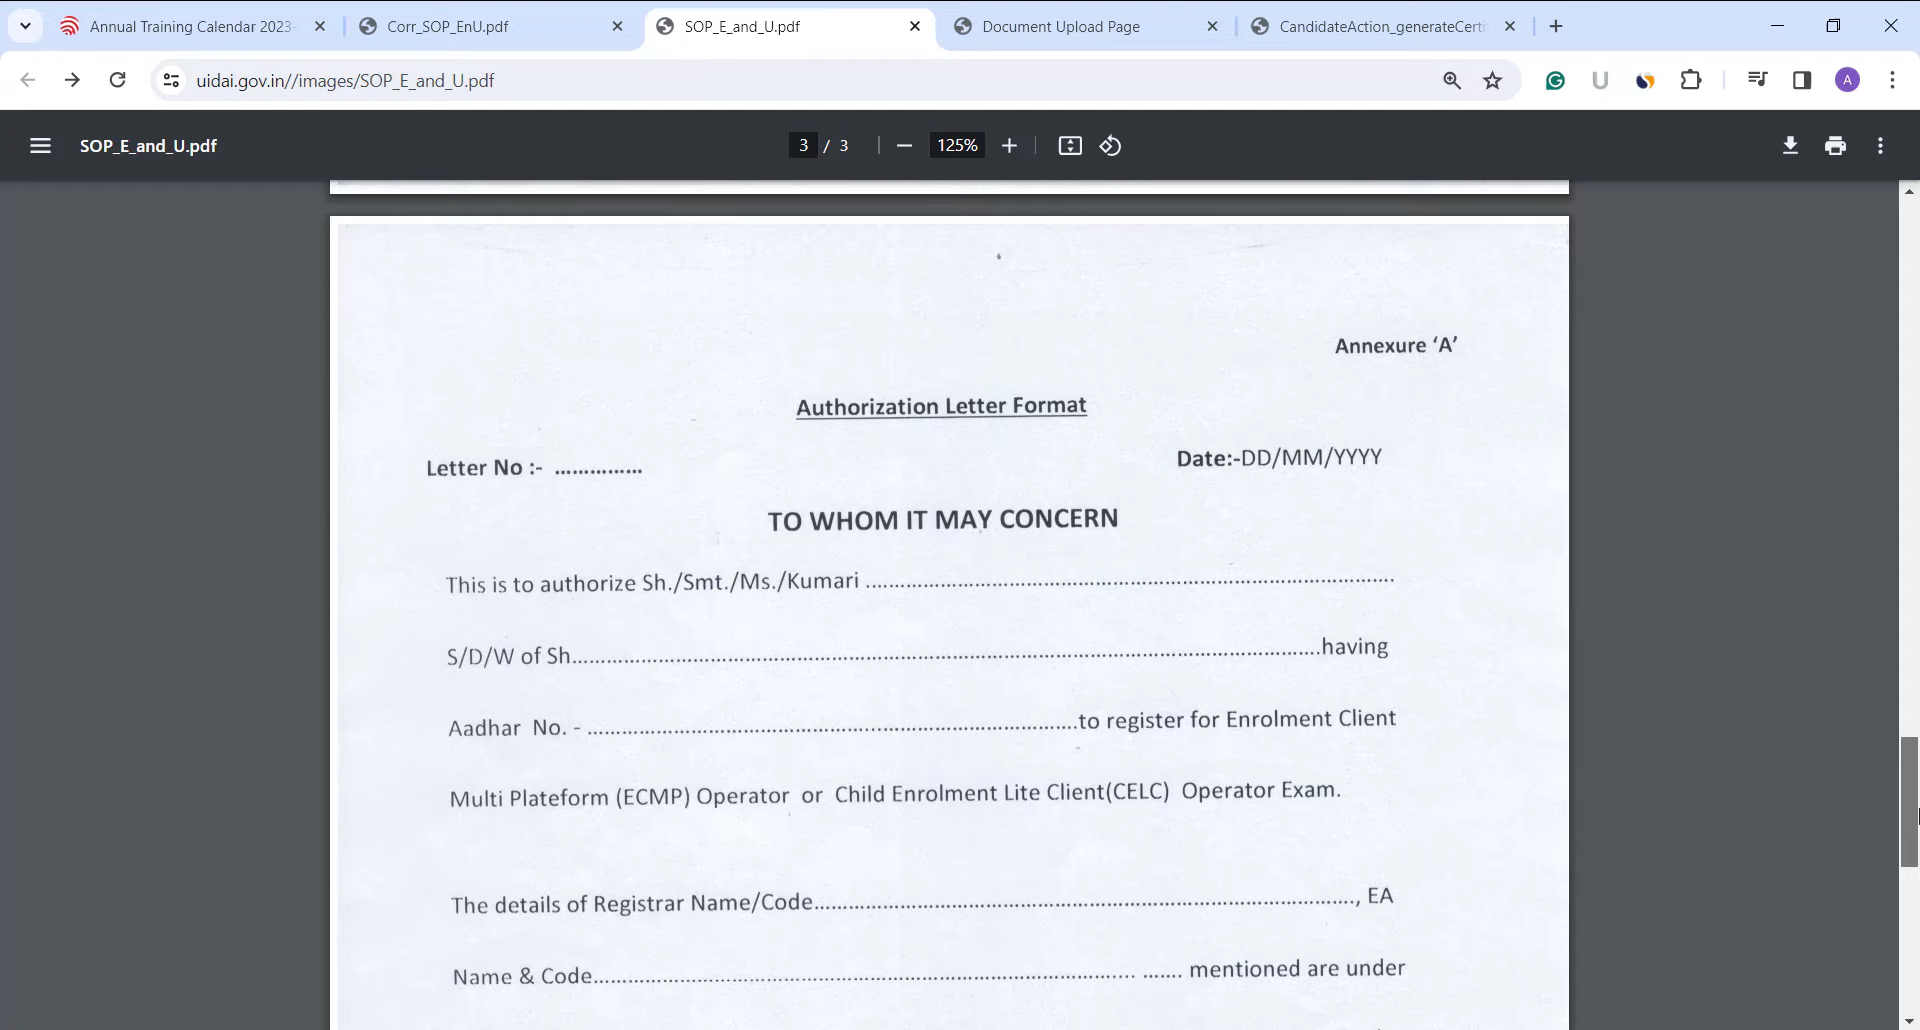 Annual Training Calendar 2023-
Corr_SOP_EnU.pdf
SOP_E_and_U.pdf
Document Upload Page
CandidateAction_generateCerti
uidai.gov.in//images/SOP_E_and_U.pdf
A
SOP_E_and_U.pdf
3 / 3
125%
Annexure ‘A’
Authorization Letter Format
Letter No :- ...............
Date:-DD/MM/YYYY
TO WHOM IT MAY CONCERN
This is to authorize Sh./Smt./Ms./Kumari ............................................................................................
S/D/W of Sh....................................................................................................................................having
Aadhar No. - .....................................................................................to register for Enrolment Client
Multi Plateform (ECMP) Operator or Child Enrolment Lite Client(CELC) Operator Exam.
The details of Registrar Name/Code.............................................................................................., EA
Name & Code............................................................................................... ....... mentioned are under